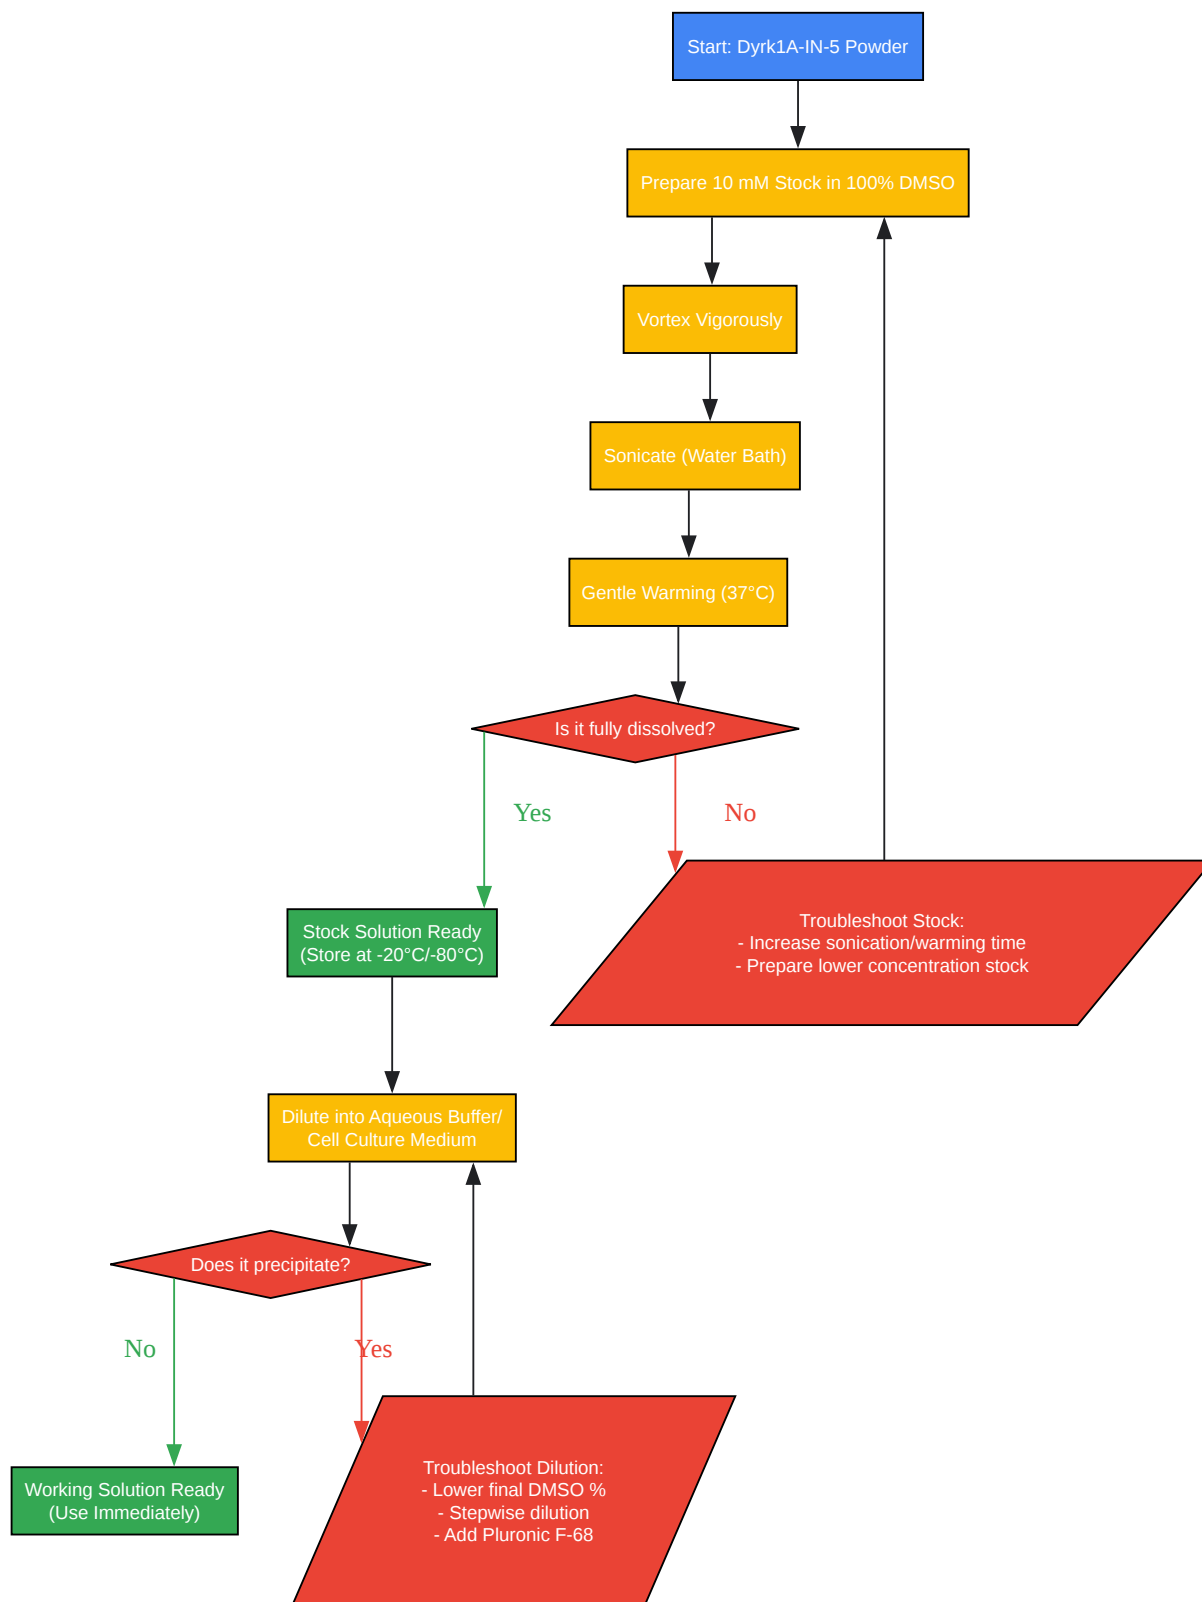 Start: Dyrk1A-IN-5 Powder
Prepare 10 mM Stock in 100% DMSO
Vortex Vigorously
Sonicate (Water Bath)
Gentle Warming (37°C)
Is it fully dissolved?
Yes
No
Troubleshoot Stock:
- Increase sonication/warming time
- Prepare lower concentration stock
Stock Solution Ready
(Store at -20°C/-80°C)
Dilute into Aqueous Buffer/
Cell Culture Medium
Does it precipitate?
No
Yes
Working Solution Ready
(Use Immediately)
Troubleshoot Dilution:
- Lower final DMSO %
- Stepwise dilution
- Add Pluronic F-68